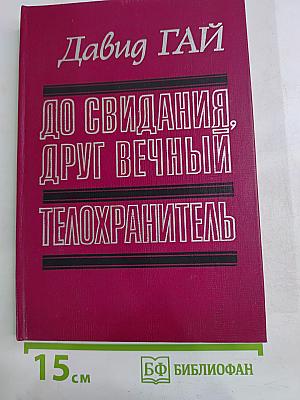 Давид ГАЙ
ДО СВИДАНИЯ,
ДРУГ ВЕЧНЫЙ
ТЕЛОХРАНИТЕЛЬ
15 см
БФ БИБЛИОФАН